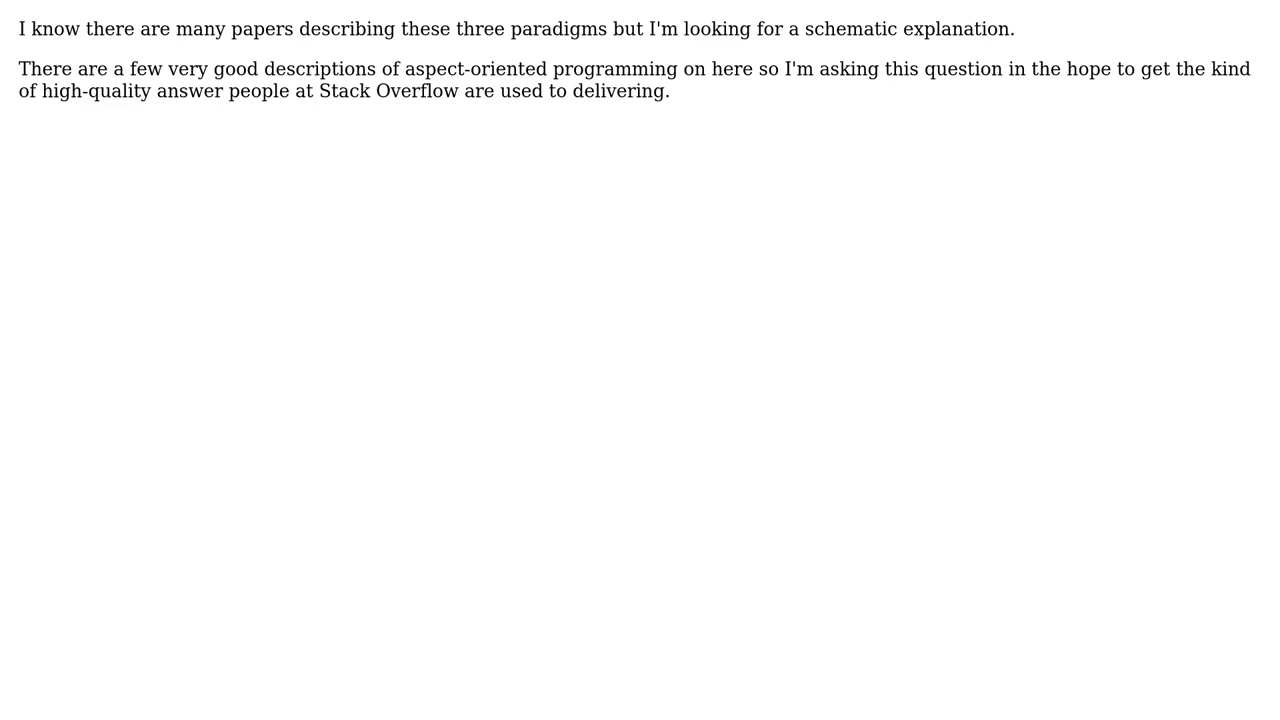 I know there are many papers describing these three paradigms but I'm looking for a schematic explanation.
There are a few very good descriptions of aspect-oriented programming on here so I'm asking this question in the hope to get the kind
of high-quality answer people at Stack Overflow are used to delivering.